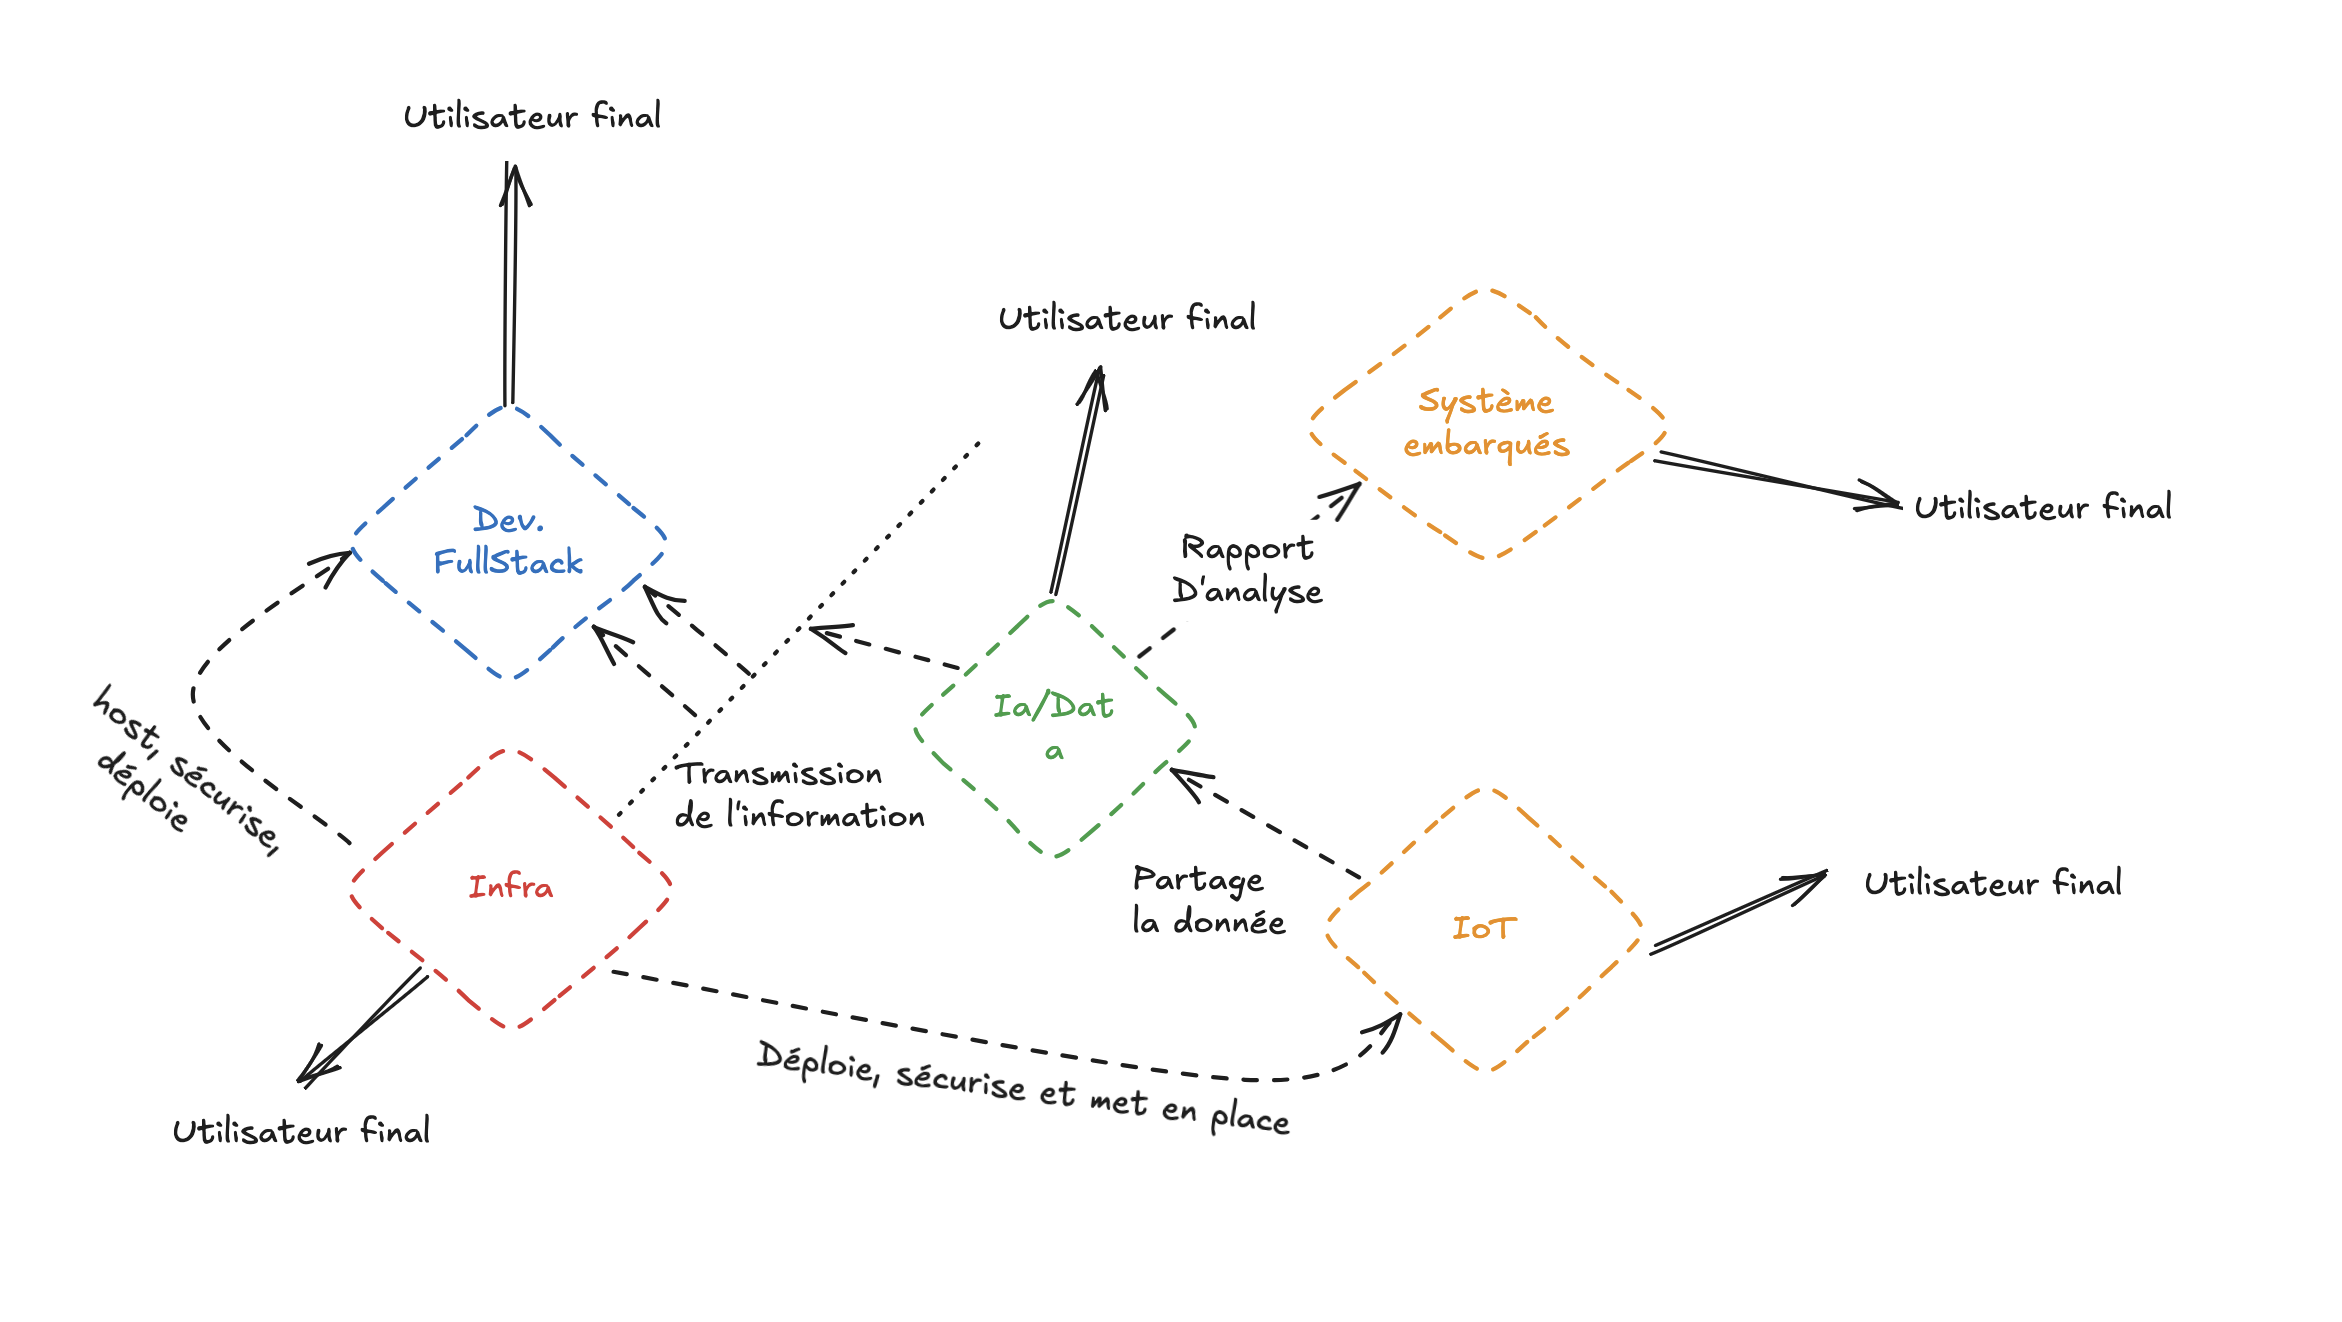 Utilisateur final
Utilisateur final
Système
embarqués
Utilisateur final
Dev.
FullStack
Rapport
D'analyse
Ia/Dat
a
host, sécurise,
déploie
Transmission
de l'information
Infra
Partage
la donnée
IoT
Utilisateur final
Déploie, sécurise et met en place
Utilisateur final